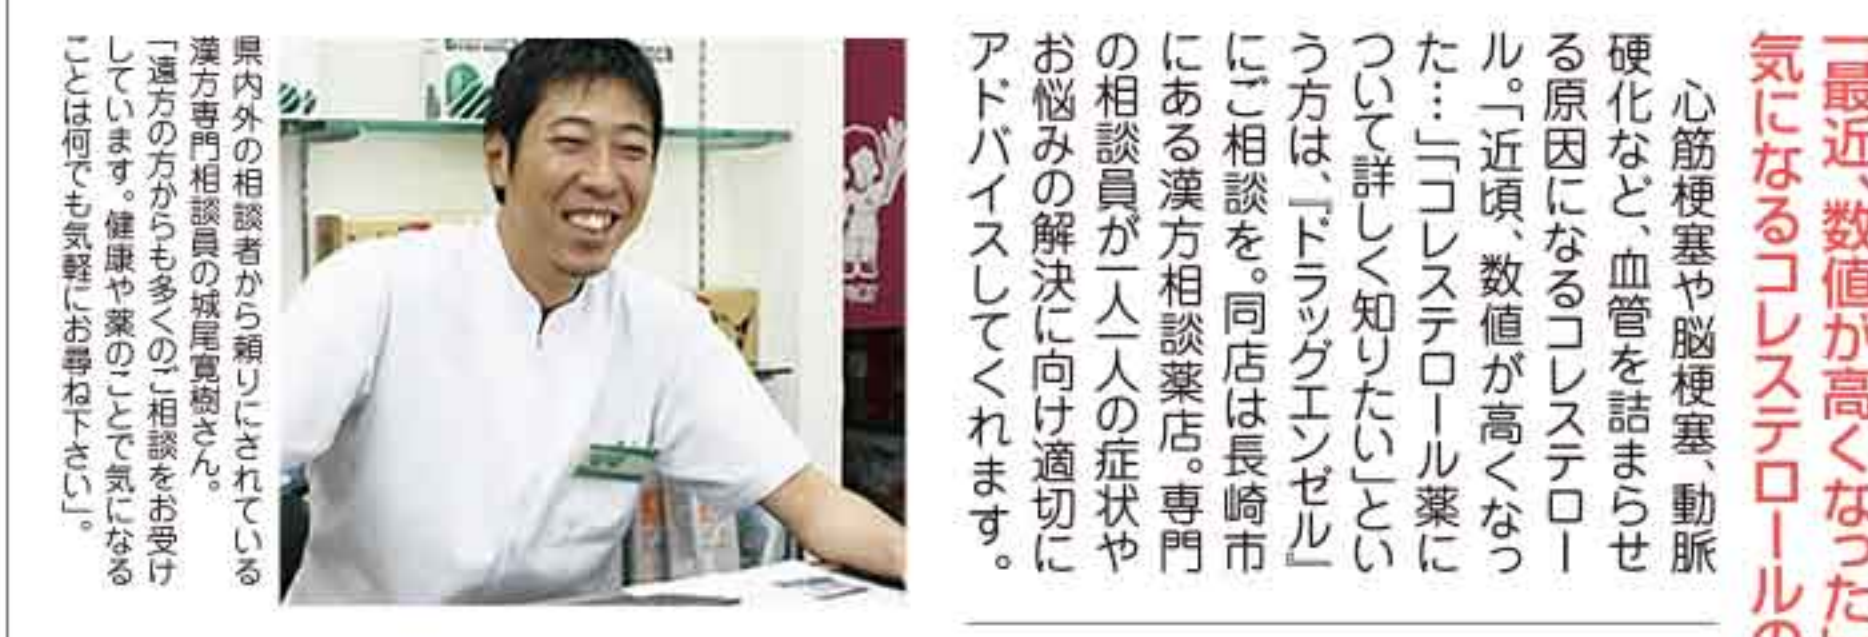 「最近、数値が高くなった
気になるコレステロールの
心筋梗塞や脳梗塞、動脈
硬化など、血管を詰まらせ
る原因になるコレステロー
ル。「近頃、数値が高くなっ
た…」「コレステロール薬に
ついて詳しく知りたい」とい
う方は、『ドラッグエンゼル』
にご相談を。同店は長崎市
にある漢方相談薬店。専門
の相談員が一人一人の症状や
お悩みの解決に向け適切に
アドバイスしてくれます。
県内外の相談者から頼りにされている
漢方専門相談員の城尾寛樹さん。
「遠方の方からも多くのご相談をお受け
しています。健康や薬のことで気になる
ことは何でも気軽にお尋ね下さい」。